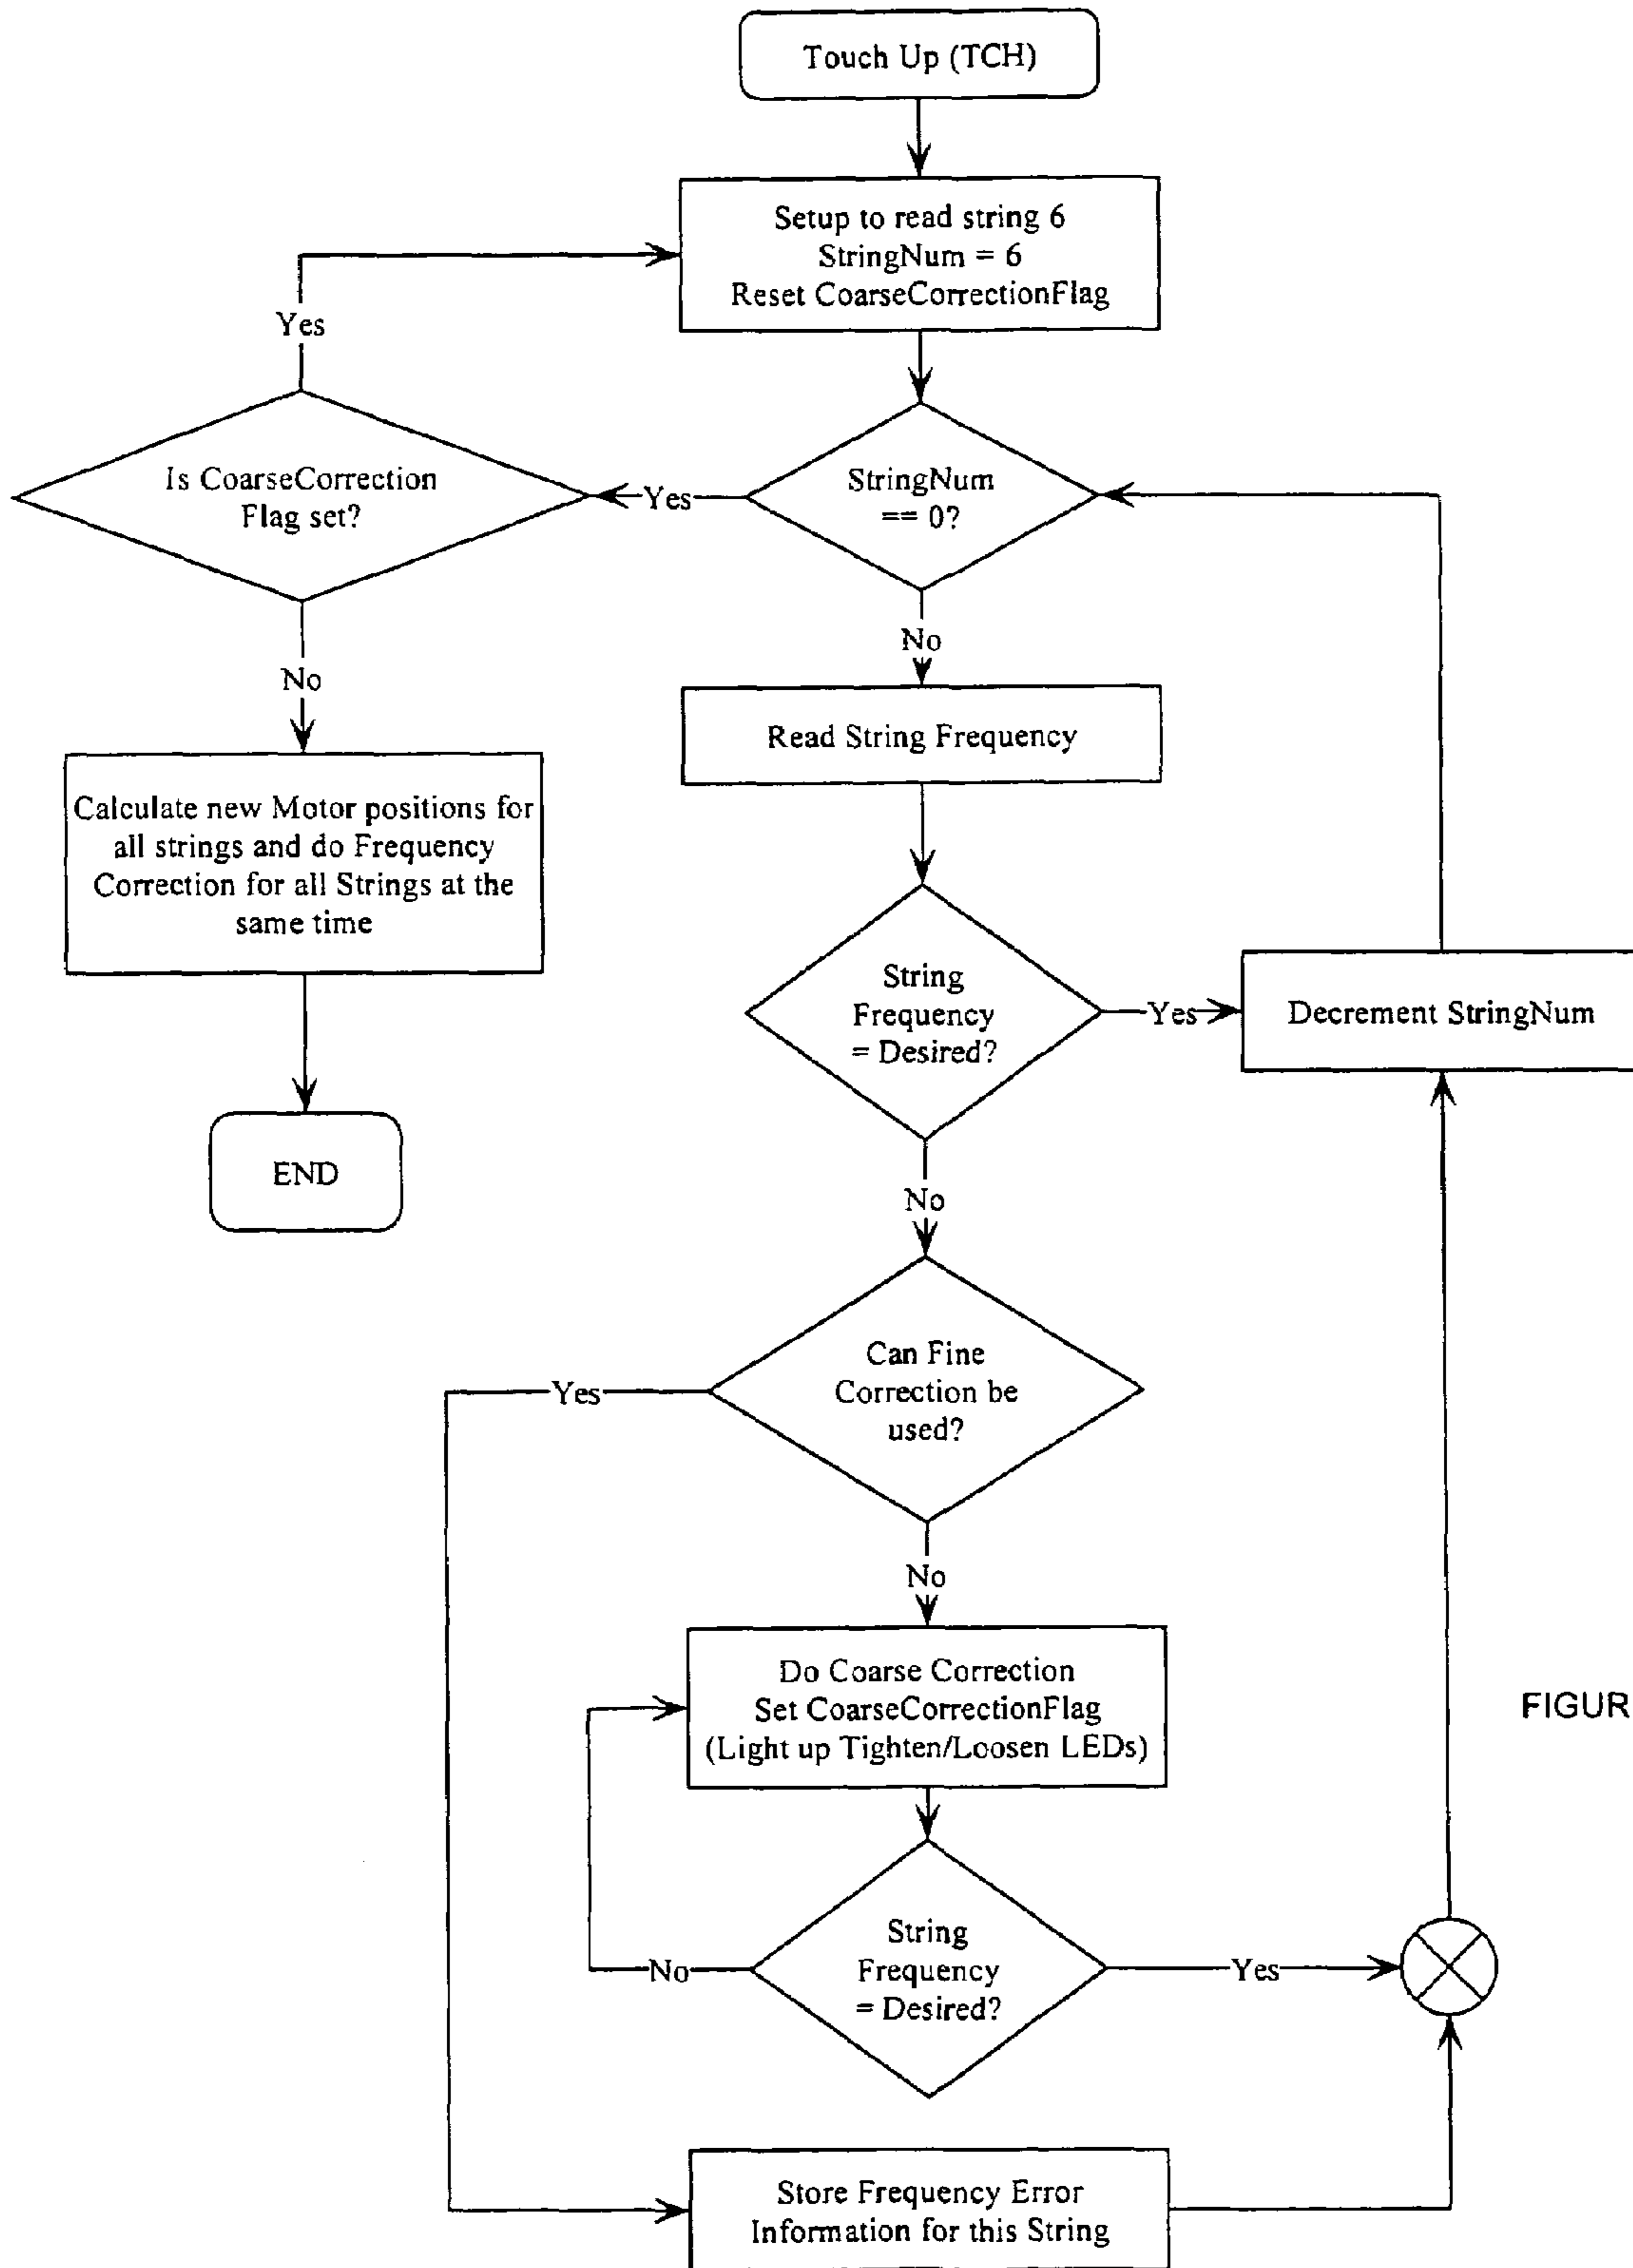 Touch Up (TCH)
Setup to read string 6
StringNum = 6
Reset CoarseCorrectionFlag
Yes
Is CoarseCorrection
Flag set?
Yes
StringNum
== 0?
No
No
Read String Frequency
Calculate new Motor positions for
all strings and do Frequency
Correction for all Strings at the
same time
String
Frequency
= Desired?
Yes
Decrement StringNum
END
No
Can Fine
Correction be
used?
Yes
No
Do Coarse Correction
Set CoarseCorrectionFlag
(Light up Tighten/Loosen LEDs)
FIGUR
String
Frequency
= Desired?
No
Yes
Store Frequency Error
Information for this String